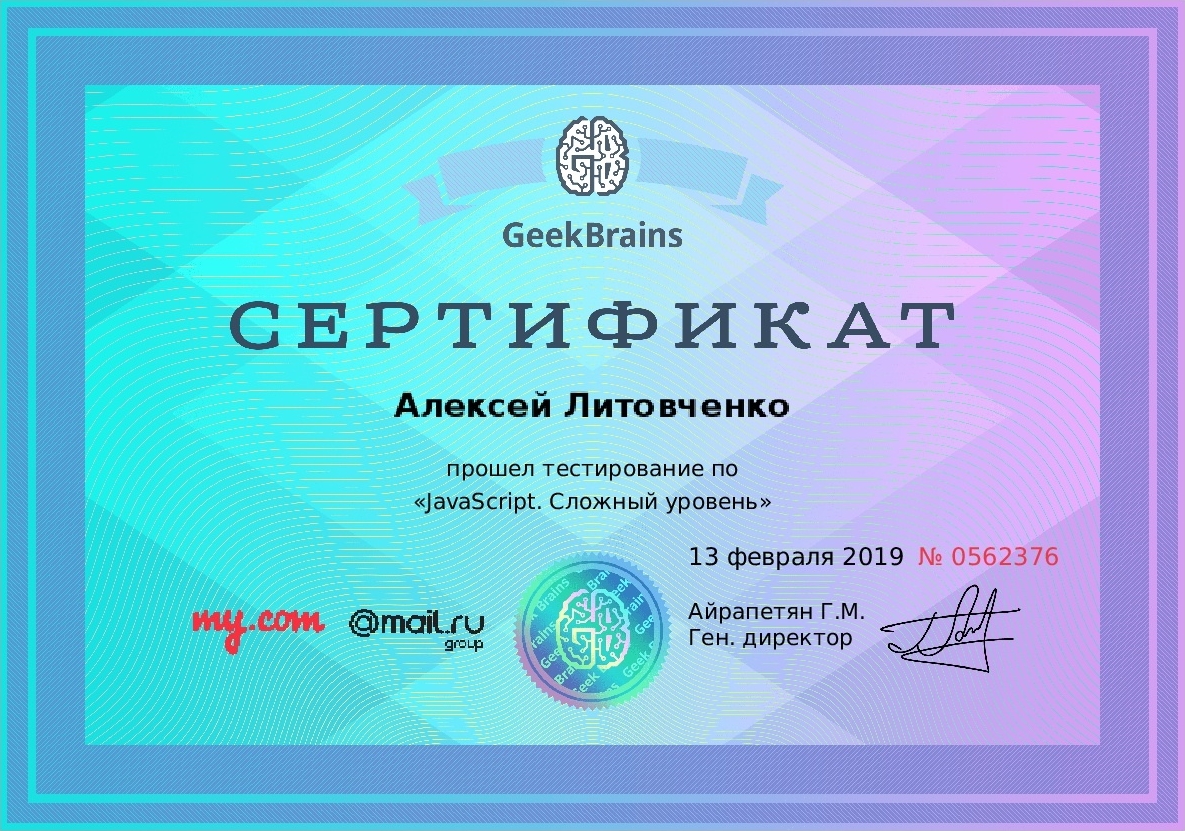 GeekBrains
СЕРТИФИКАТ
Алексей Литовченко
прошел тестирование по
«JavaScript. Сложный уровень»
13 февраля 2019 № 0562376
my.com @mail.ru group
Айрапетян Г.М.
Ген. директор